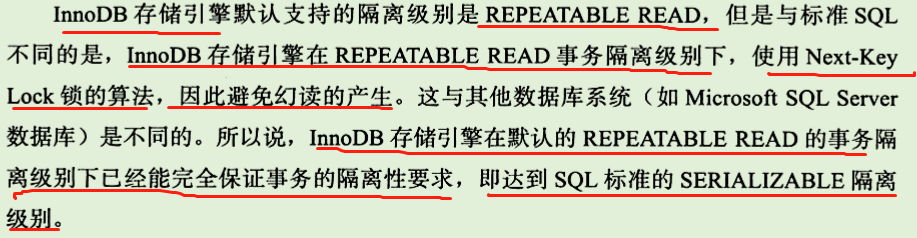 InnoDB 存储引擎默认支持的隔离级别是 REPEATABLE READ，但是与标准 SQL
不同的是，InnoDB 存储引擎在 REPEATABLE READ 事务隔离级别下，使用 Next-Key
Lock 锁的算法，因此避免幻读的产生。这与其他数据库系统（如 Microsoft SQL Server
数据库）是不同的。所以说，InnoDB 存储引擎在默认的 REPEATABLE READ 的事务隔
离级别下已经能完全保证事务的隔离性要求，即达到 SQL 标准的 SERIALIZABLE 隔离
级别。